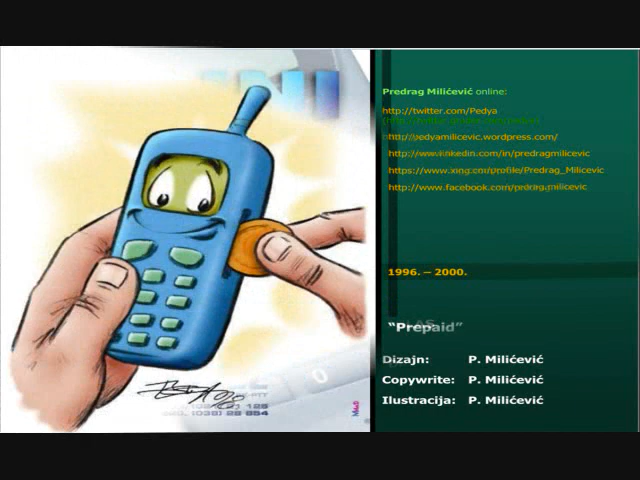 Predrag Milićević online:
http://twitter.com/Pedya
http://pedyamilicevic.wordpress.com/
http://www.linkedin.com/in/predragmilicevic
https://www.xing.com/profile/Predrag_Milicevic
http://www.facebook.com/predrag.milicevic
1996. – 2000.
“Prepaid”
Dizajn: P. Milićević
Copywrite: P. Milićević
Ilustracija: P. Milićević